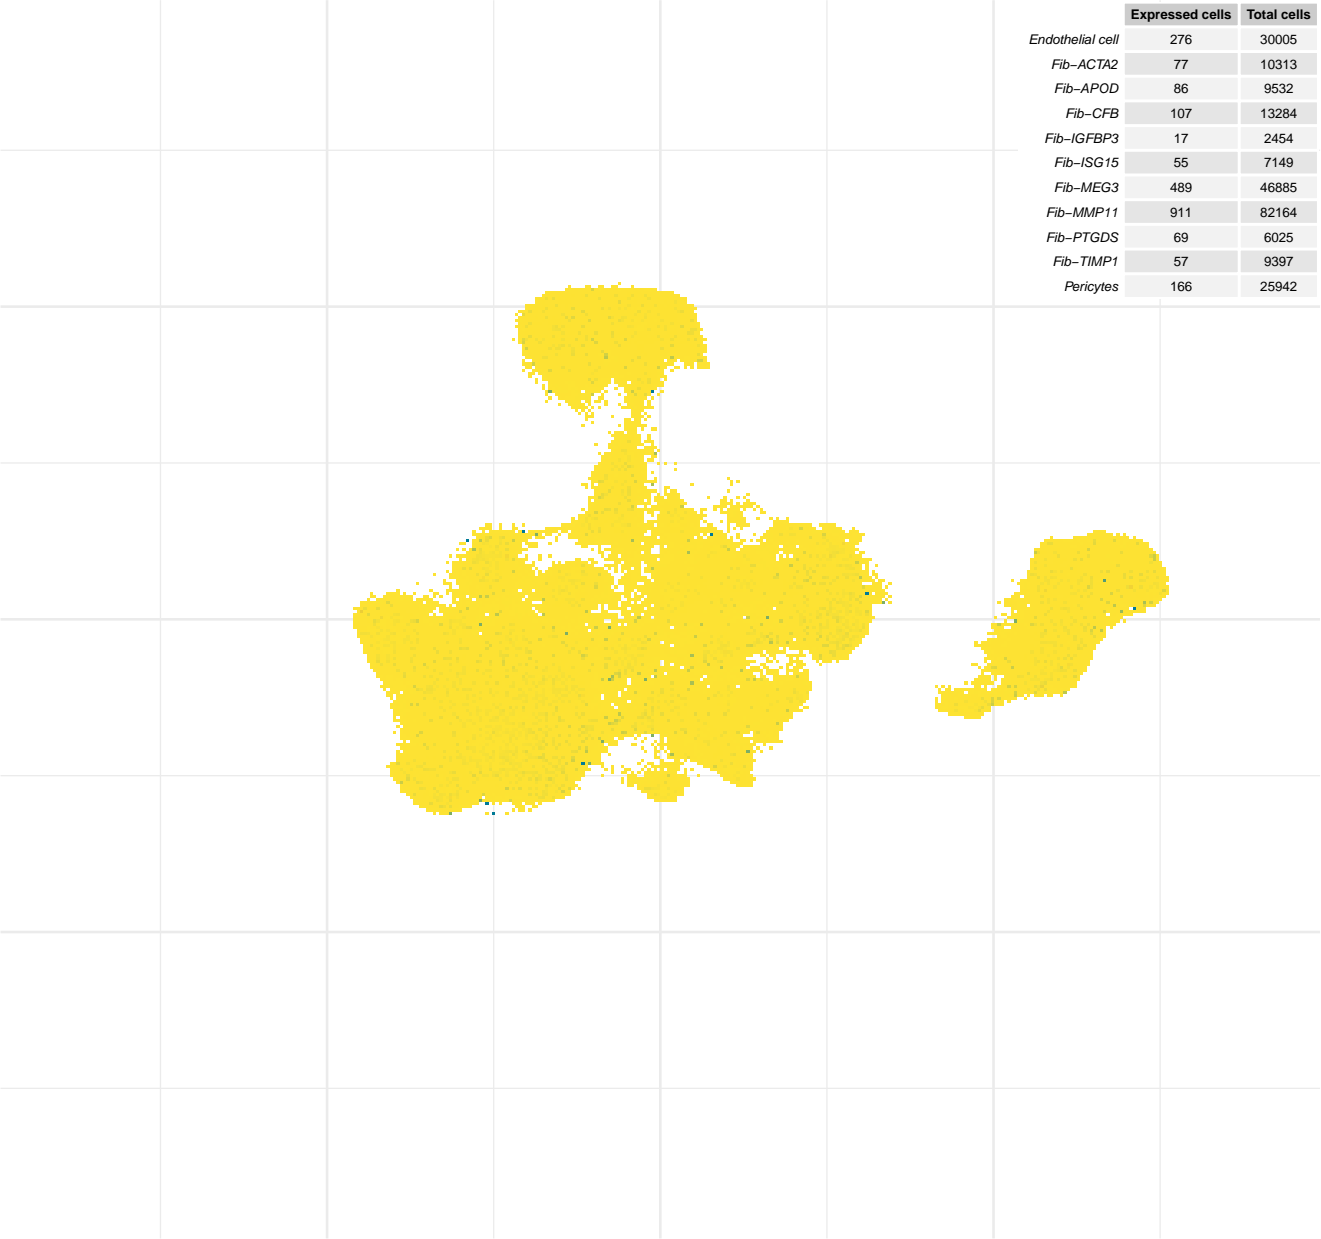 Expressed cells Total cells
Endothelial cell 276 30005
Fib−ACTA2 77 10313
Fib−APOD 86 9532
Fib−CFB 107 13284
Fib−IGFBP3 17 2454
Fib−ISG15 55 7149
Fib−MEG3 489 46885
Fib−MMP11 911 82164
Fib−PTGDS 69 6025
Fib−TIMP1 57 9397
Pericytes 166 25942